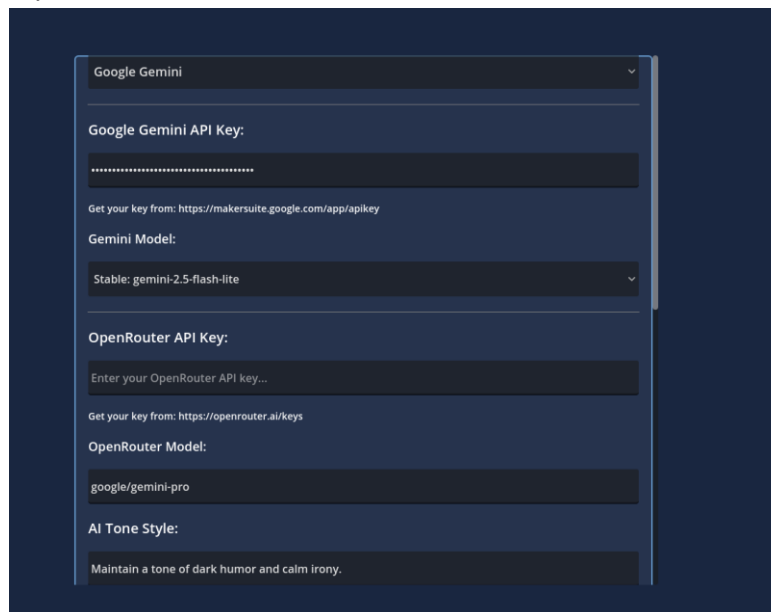 Google Gemini
Google Gemini API Key:
••••••••••••••••••••••••••••••••••••••
Get your key from: https://makersuite.google.com/app/apikey
Gemini Model:
Stable: gemini-2.5-flash-lite
OpenRouter API Key:
Enter your OpenRouter API key...
Get your key from: https://openrouter.ai/keys
OpenRouter Model:
google/gemini-pro
AI Tone Style:
Maintain a tone of dark humor and calm irony.